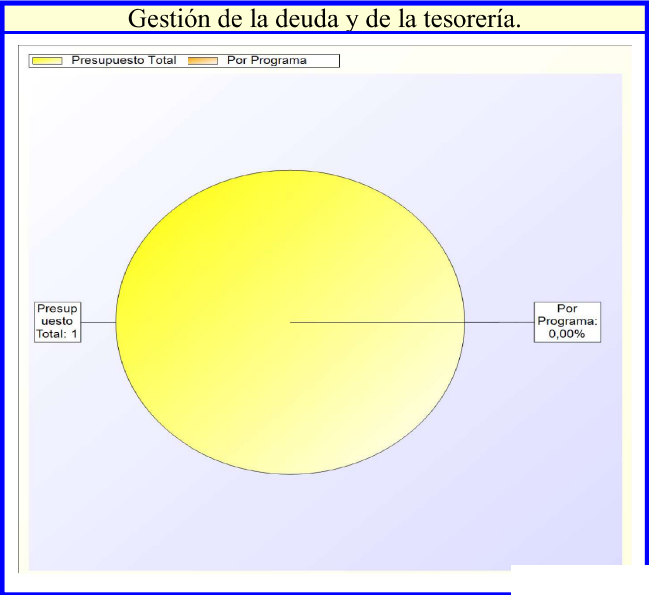 Gestión de la deuda y de la tesorería.
Presupuesto Total Por Programa
Presup
uesto
Total: 1
Por
Programa:
0,00%